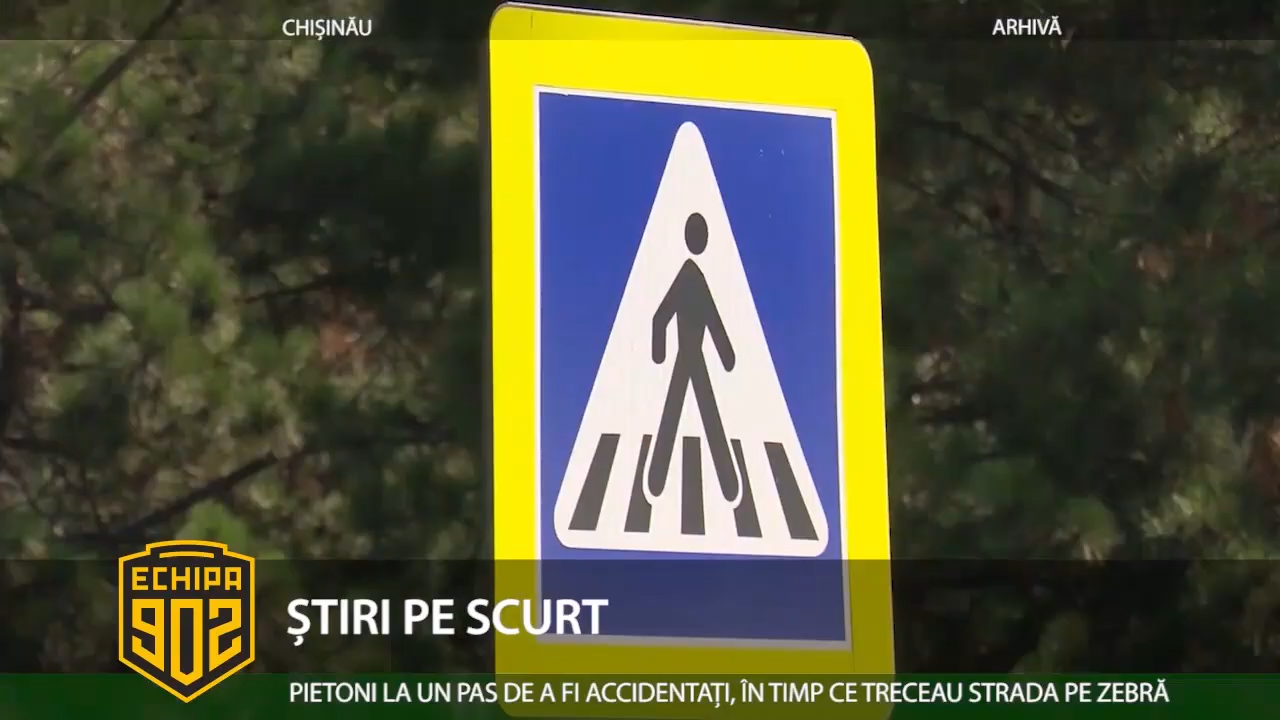 CHIȘINĂU
ARHIVĂ
ECHIPA
902
ȘTIRI PE SCURT
PIETONI LA UN PAS DE A FI ACCIDENTAȚI, ÎN TIMP CE TRECEAU STRADA PE ZEBRĂ